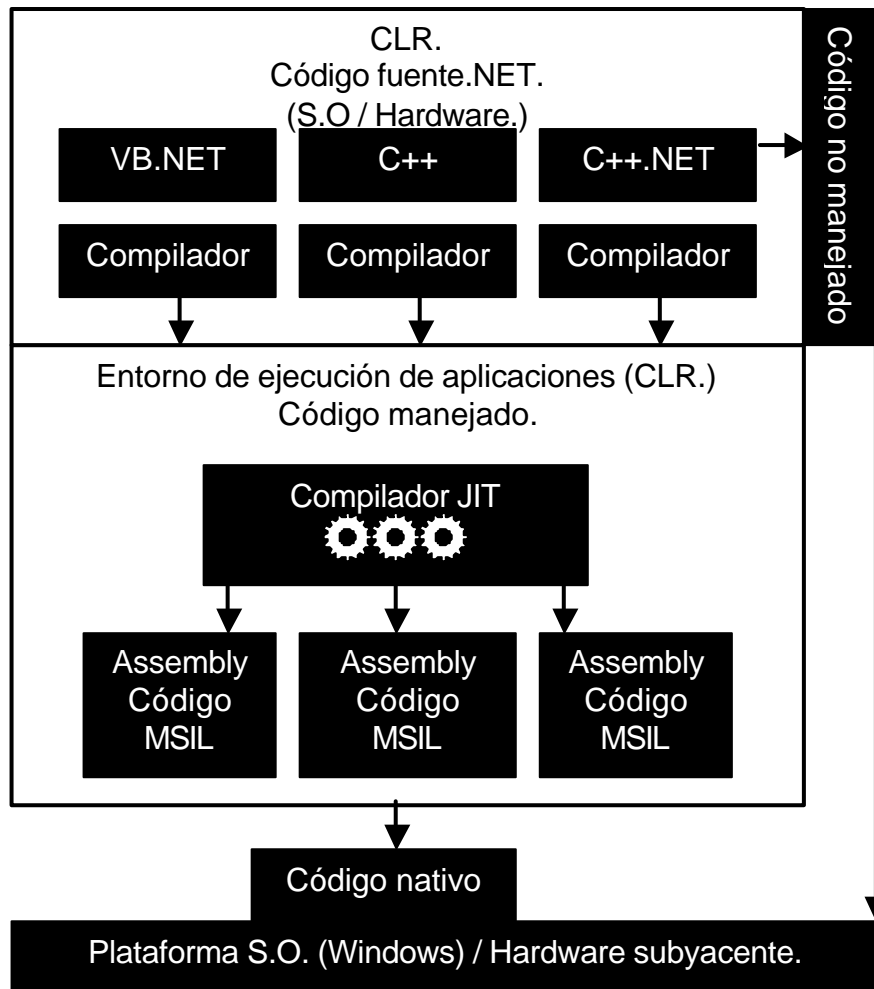 CLR.
Código fuente.NET.
(S.O / Hardware.)
VB.NET
C++
C++.NET
Compilador
Compilador
Compilador
Código no manejado
Entorno de ejecución de aplicaciones (CLR.)
Código manejado.
Compilador JIT
Assembly
Código
MSIL
Assembly
Código
MSIL
Assembly
Código
MSIL
Código nativo
Plataforma S.O. (Windows) / Hardware subyacente.